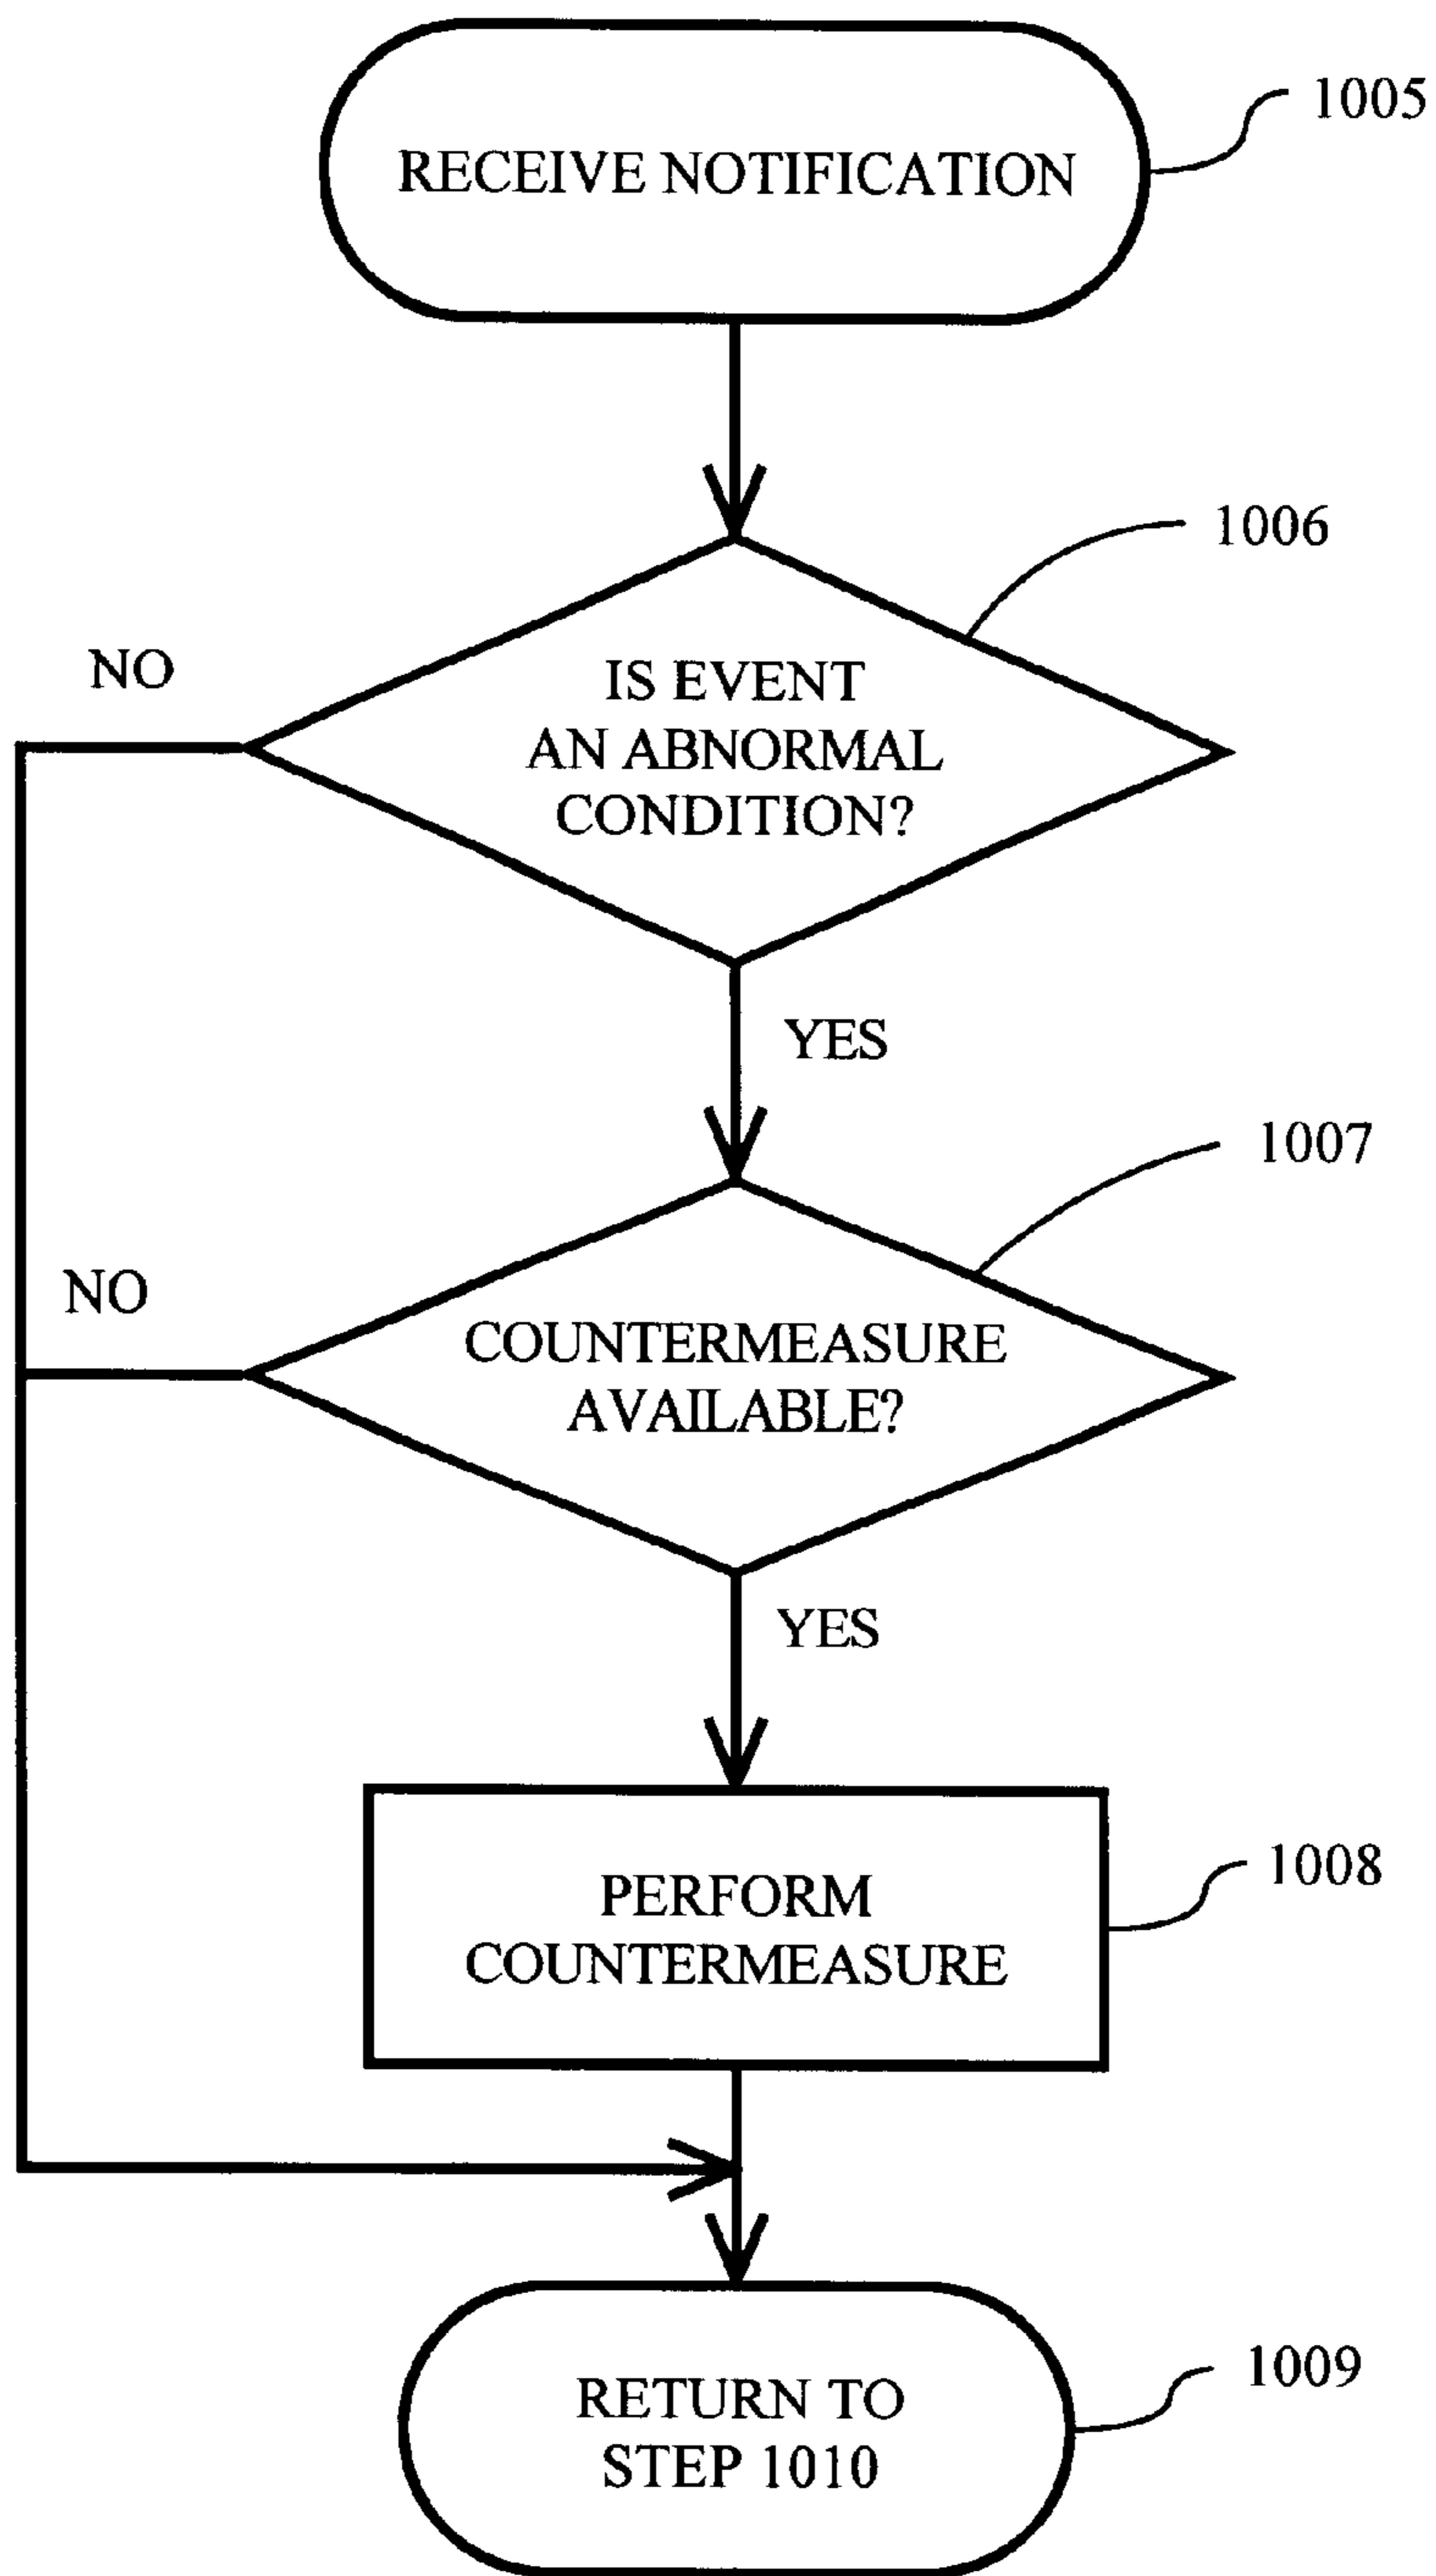 RECEIVE NOTIFICATION
1005
1006
NO
IS EVENT
AN ABNORMAL
CONDITION?
YES
1007
NO
COUNTERMEASURE
AVAILABLE?
YES
1008
PERFORM
COUNTERMEASURE
1009
RETURN TO
STEP 1010